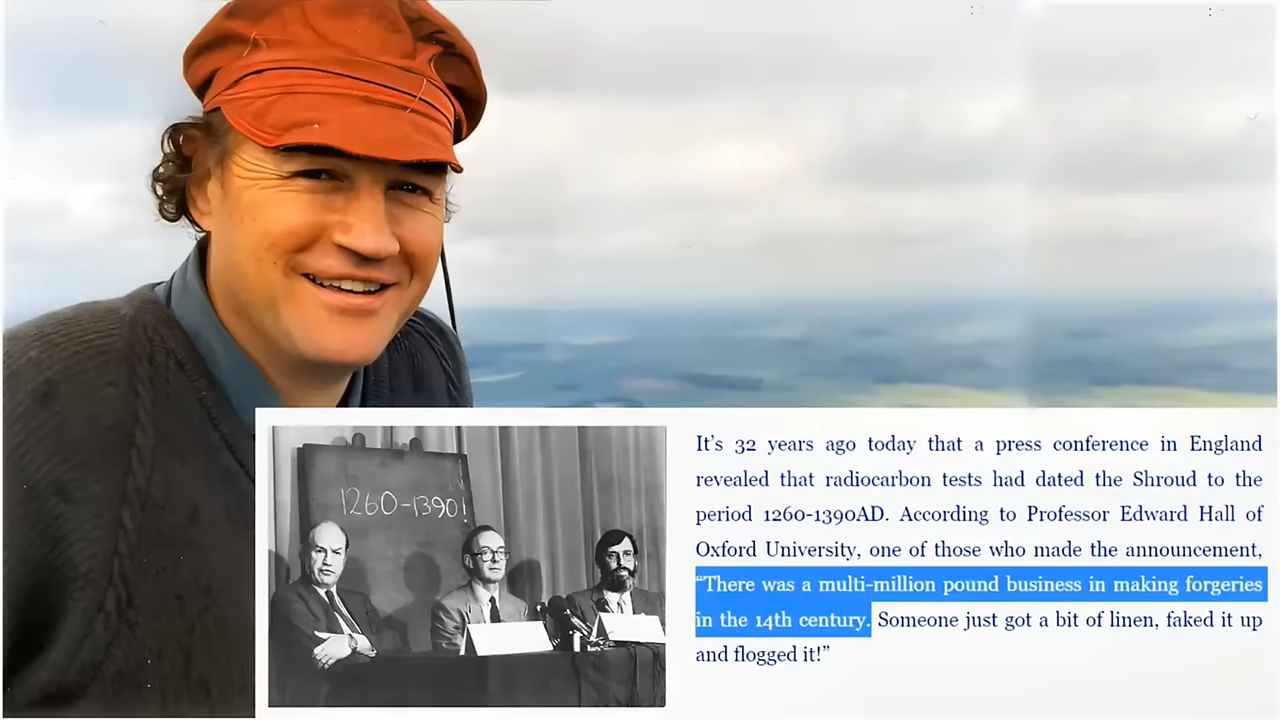 1260-1390!
It's 32 years ago today that a press conference in England
revealed that radiocarbon tests had dated the Shroud to the
period 1260-1390AD. According to Professor Edward Hall of
Oxford University, one of those who made the announcement,
“There was a multi-million pound business in making forgeries
in the 14th century. Someone just got a bit of linen, faked it up
and flogged it!”